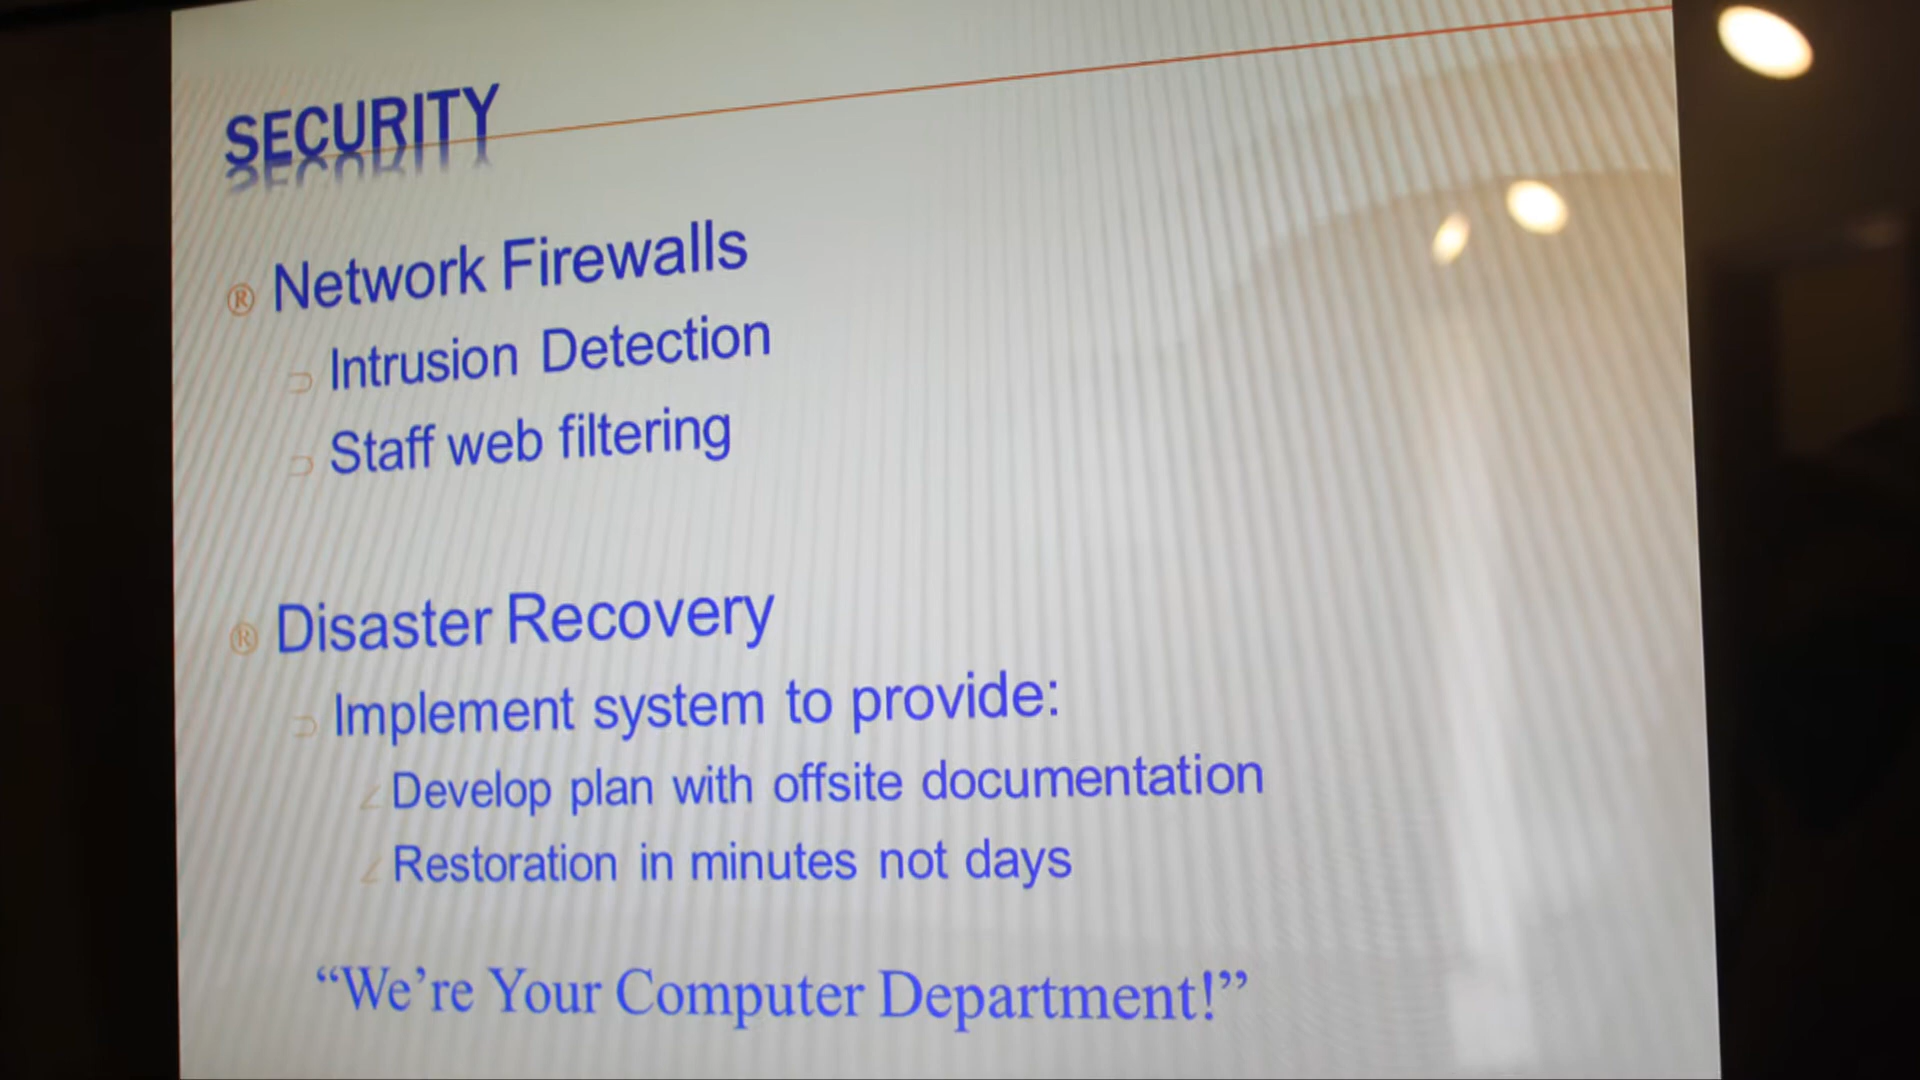 SECURITY
® Network Firewalls
⊃ Intrusion Detection
⊃ Staff web filtering
® Disaster Recovery
⊃ Implement system to provide:
∠ Develop plan with offsite documentation
∠ Restoration in minutes not days
“We’re Your Computer Department!”